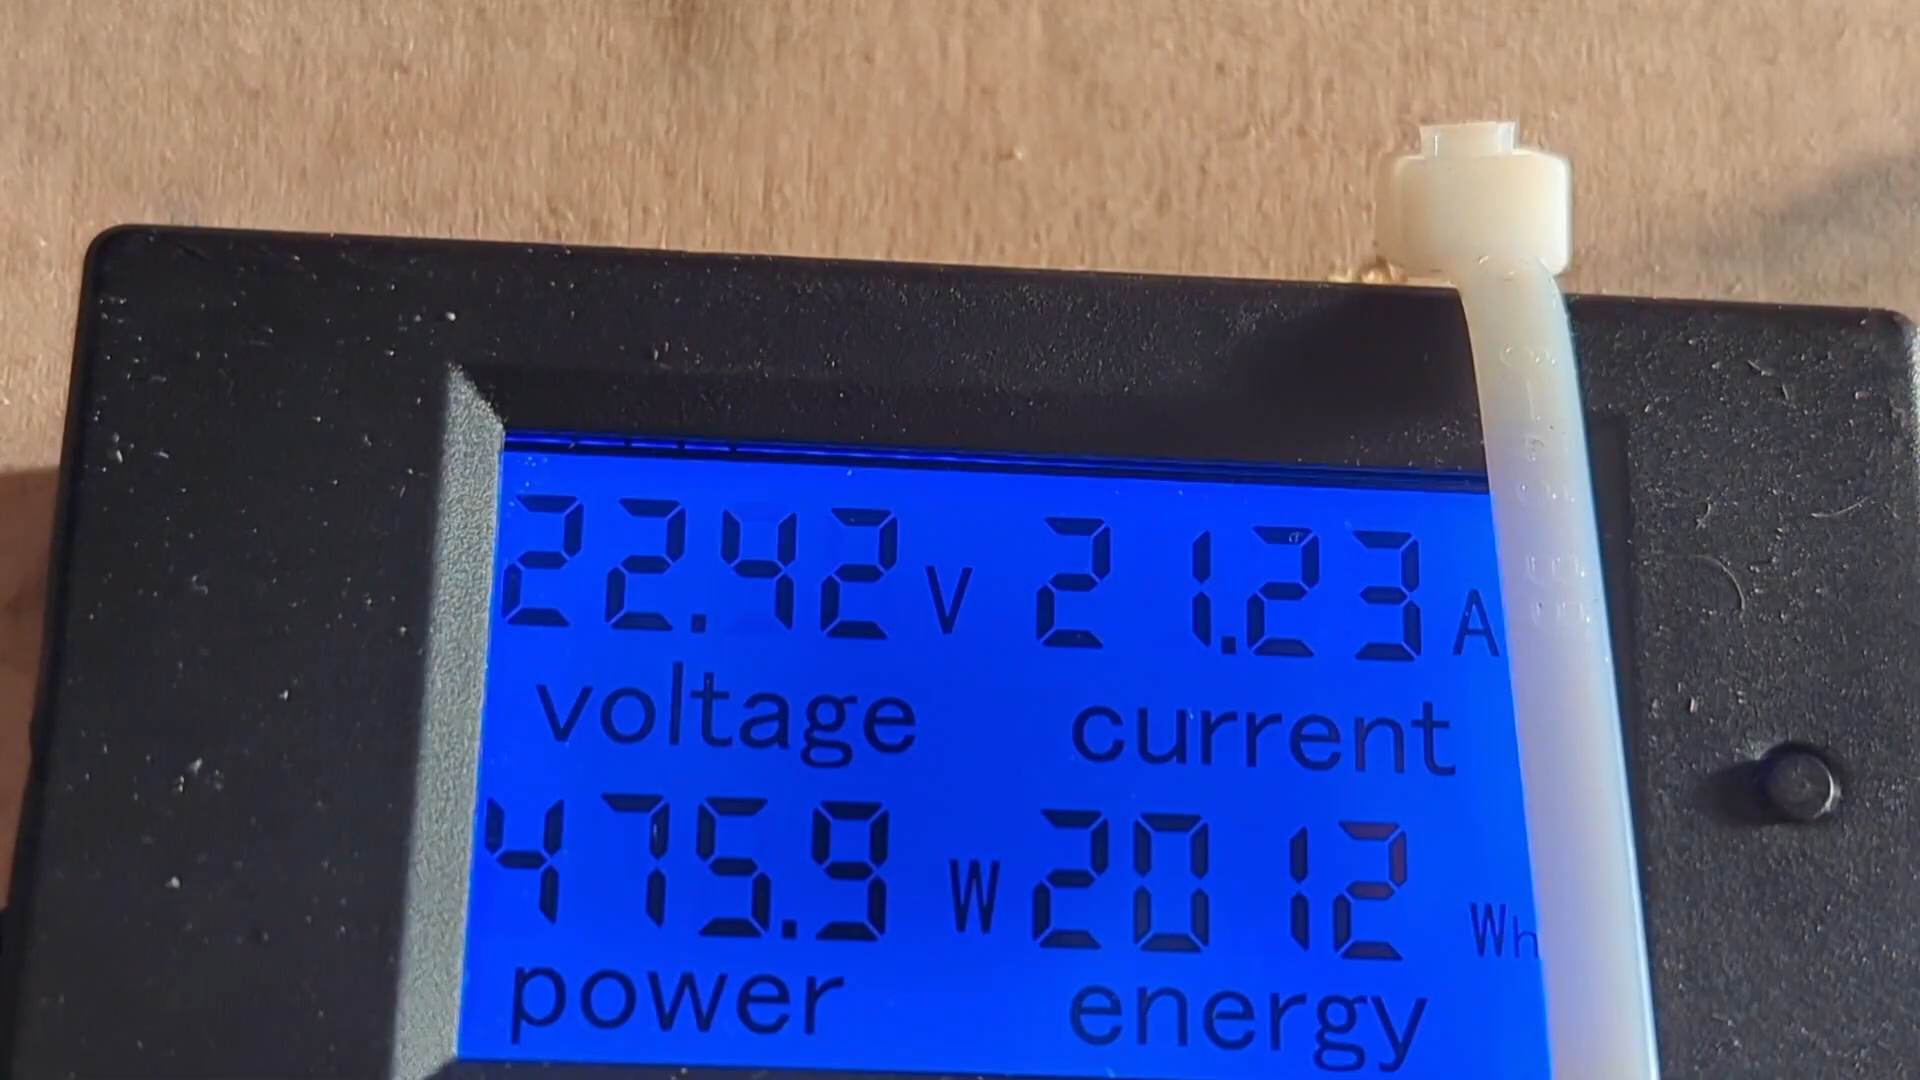 22.42 V 21.23 A
voltage current
475.9 W 2012 Wh
power energy